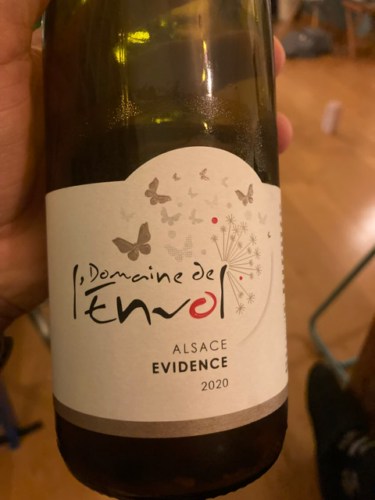 Domaine de
l'Envol
ALSACE
EVIDENCE
2020